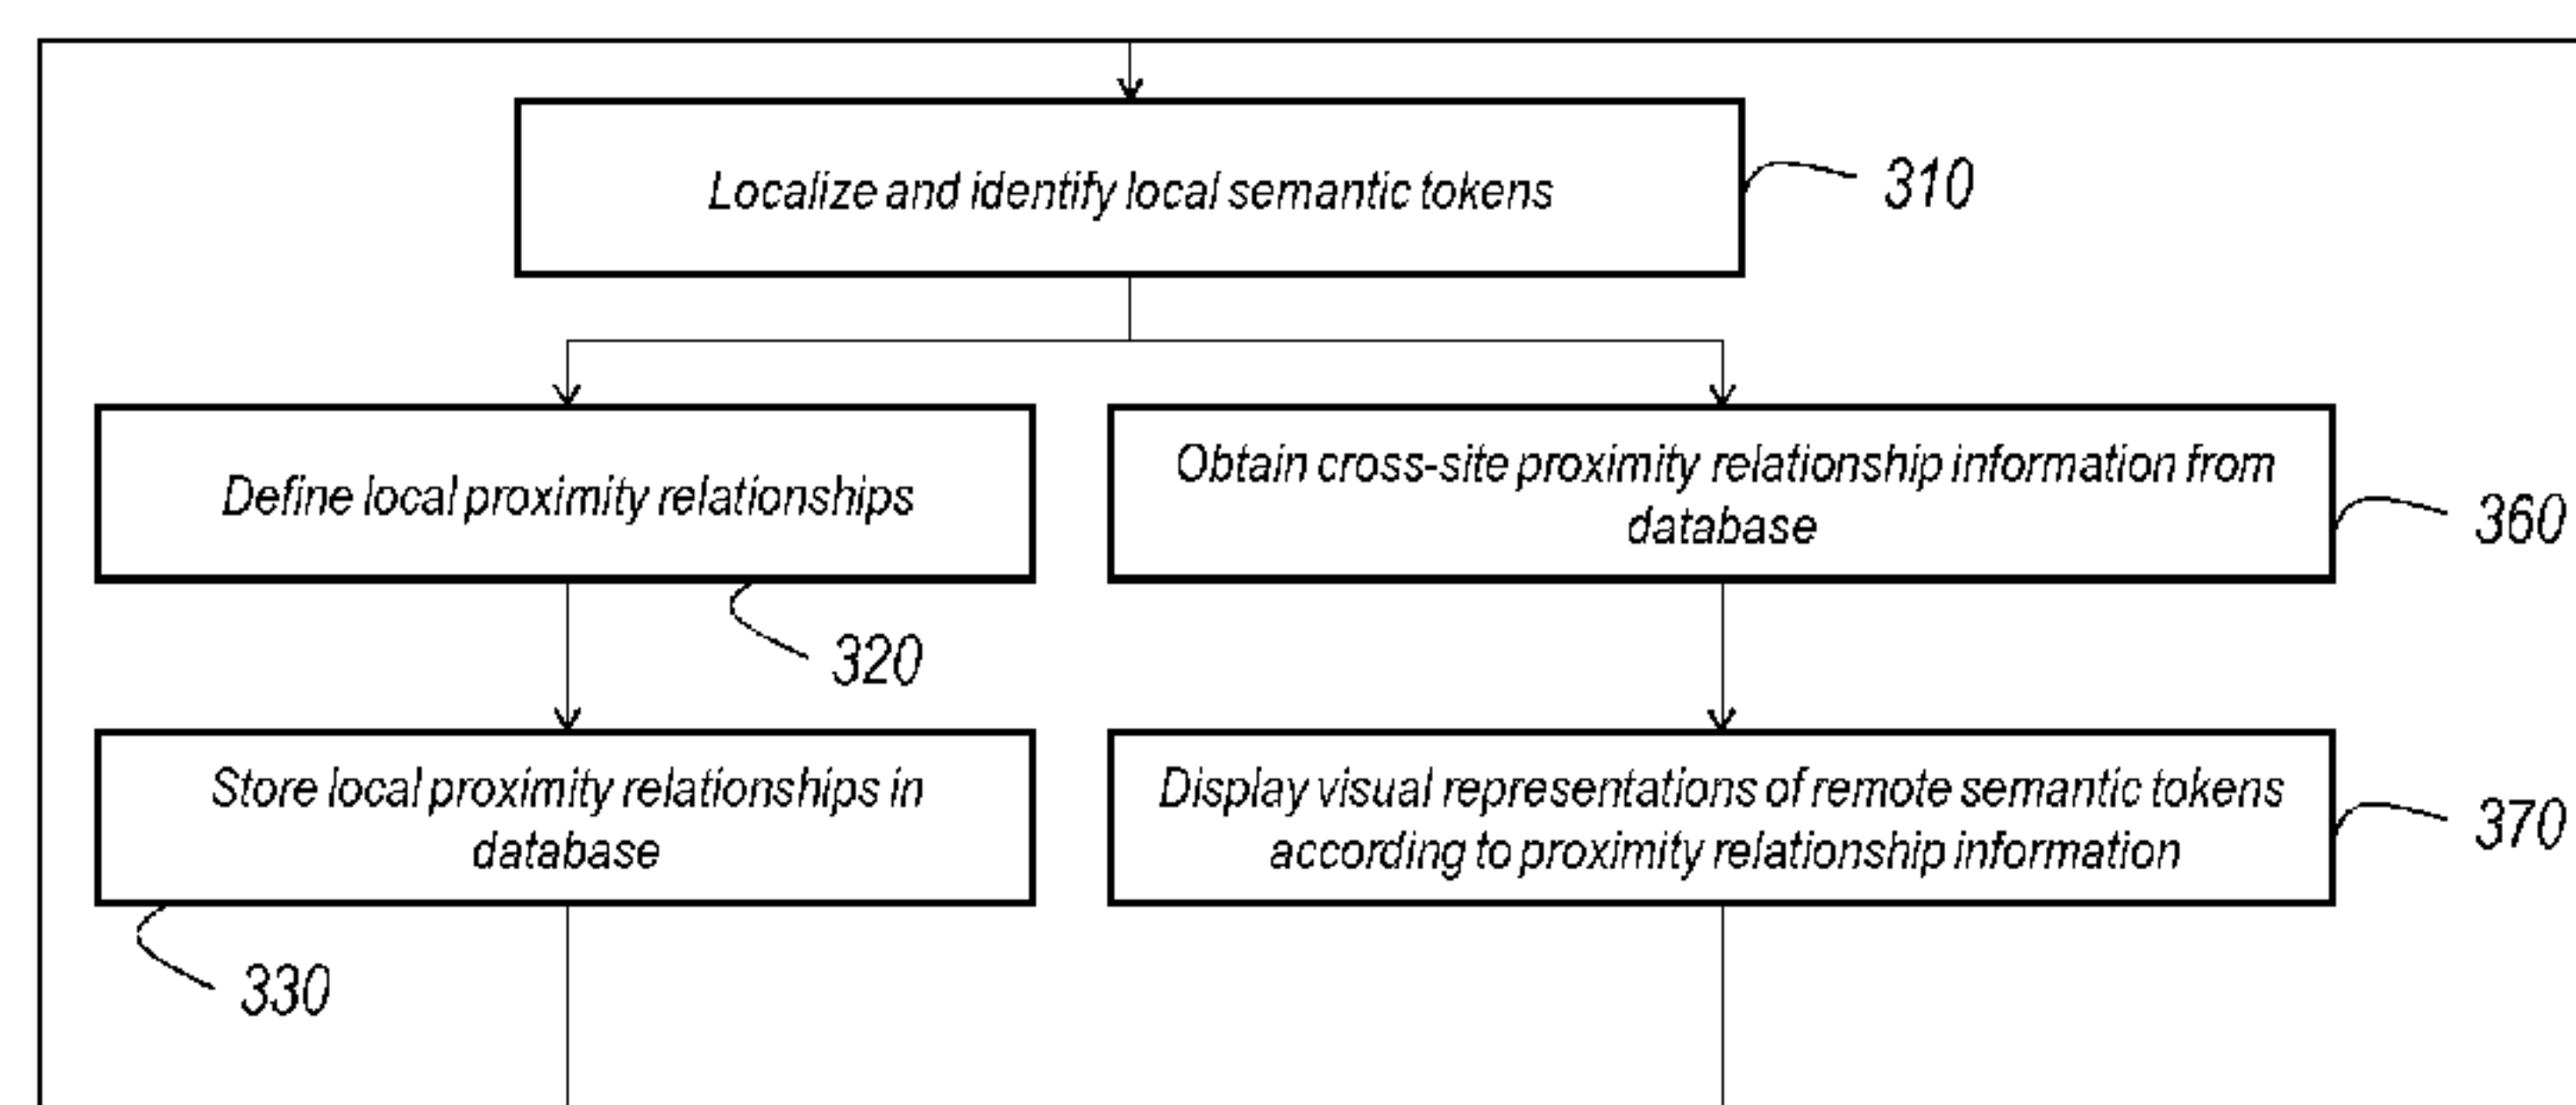 Localize and identify local semantic tokens
310
Define local proximity relationships
320
Obtain cross-site proximity relationship information from
database
360
Store local proximity relationships in
database
330
Display visual representations of remote semantic tokens
according to proximity relationship information
370